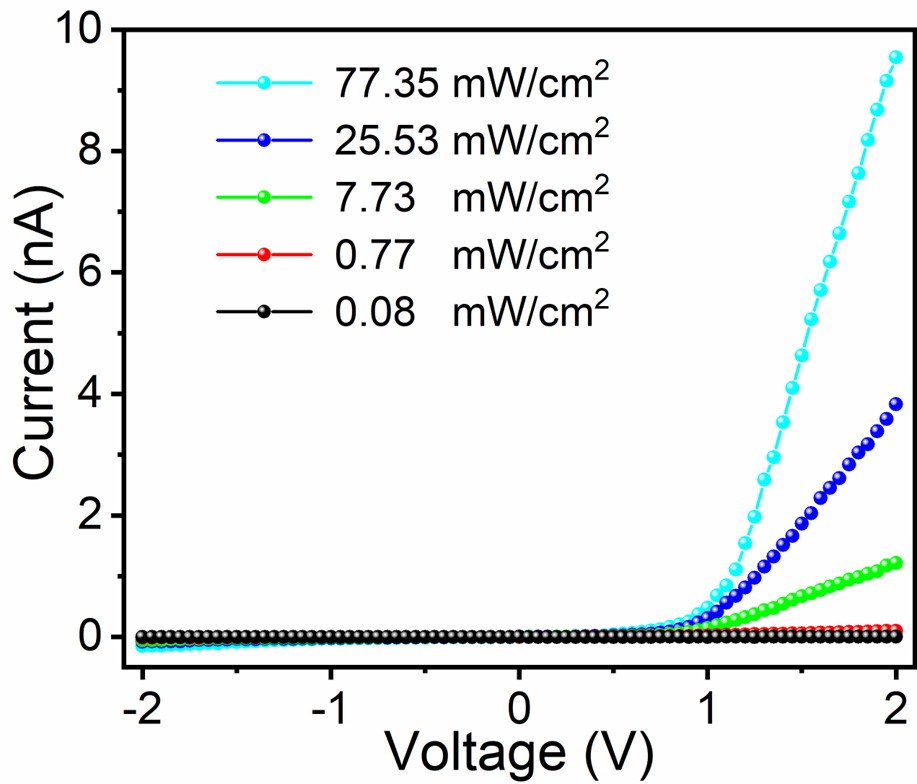 10
8
6
4
2
0
Current (nA)
77.35 mW/cm²
25.53 mW/cm²
7.73 mW/cm²
0.77 mW/cm²
0.08 mW/cm²
-2 -1 0 1 2
Voltage (V)